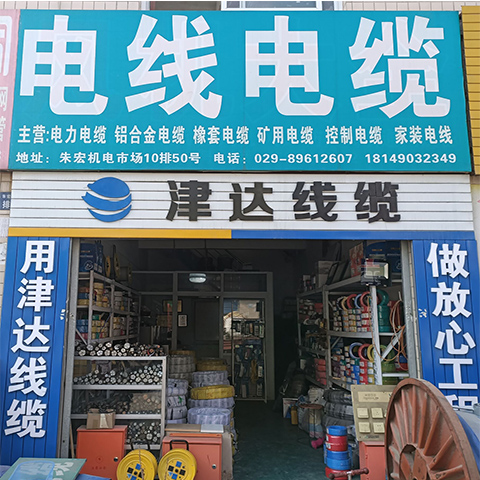 电线电缆
主营:电力电缆 铝合金电缆 橡套电缆 矿用电缆 控制电缆 家装电线
地址: 朱宏机电市场10排50号 电话: 029-89612607 18149032349
津达线缆
用津达线缆
做放心工程